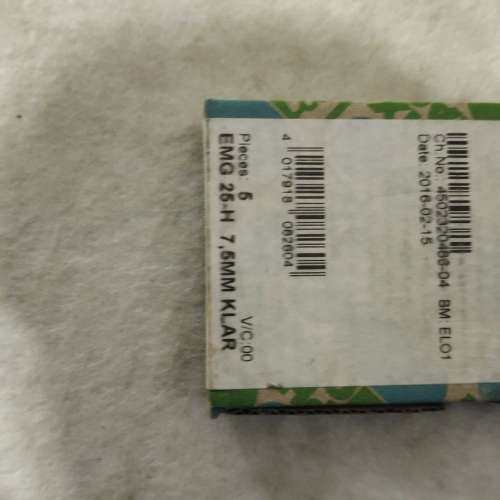 Ch.No.: 4502320486-04 BM: ELO1
Date: 2016-02-15
4 017918 082604
Pieces: 5 V/C.00
EMG 25-H 7,5MM KLAR